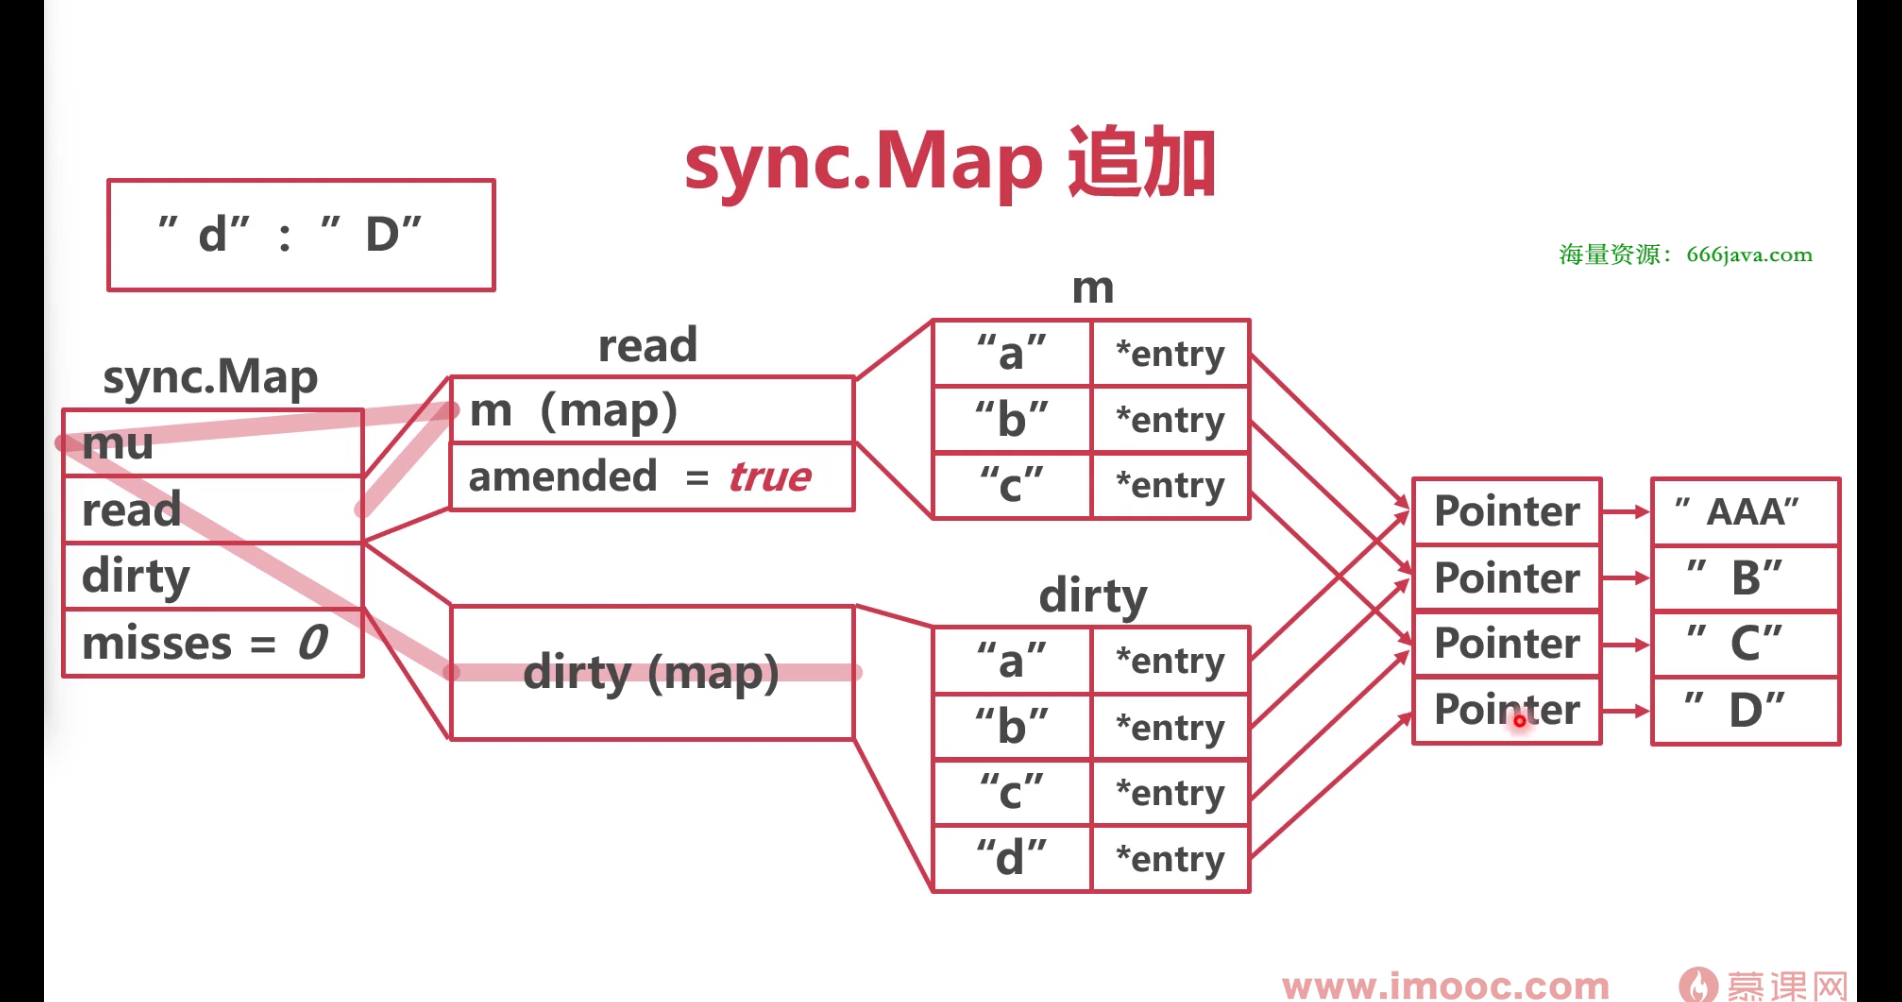 sync.Map 追加
” d” : ” D”
海量资源：666java.com
sync.Map
mu
read
dirty
misses = 0
read
m (map)
amended = true
dirty (map)
m
“a” *entry
“b” *entry
“c” *entry
dirty
“a” *entry
“b” *entry
“c” *entry
“d” *entry
Pointer ” AAA”
Pointer ” B”
Pointer ” C”
Pointer ” D”
www.imooc.com 慕课网